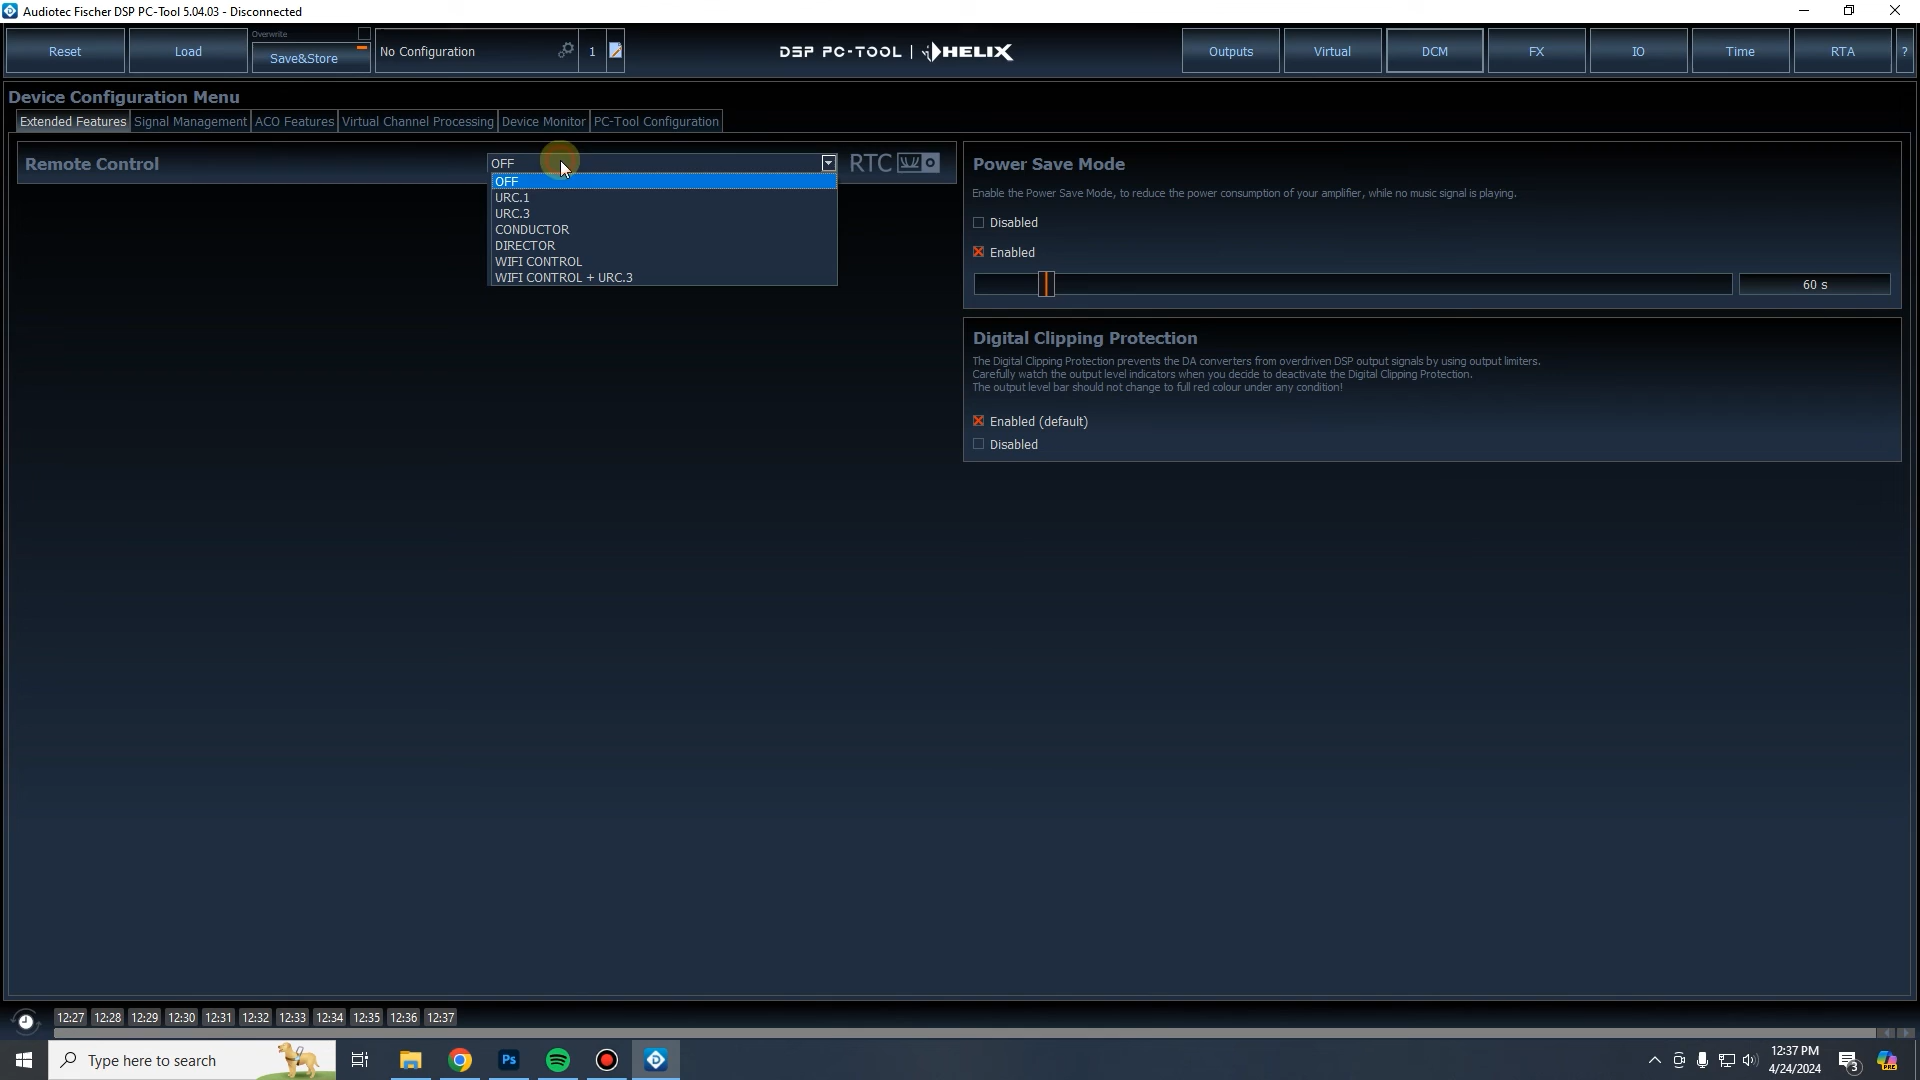 Audiotec Fischer DSP PC-Tool 5.04.03 - Disconnected
Reset
Load
Overwrite
Save&Store
No Configuration
1
DSP PC-TOOL | HELIX
Outputs
Virtual
DCM
FX
IO
Time
RTA
?
Device Configuration Menu
Extended Features
Signal Management
ACO Features
Virtual Channel Processing
Device Monitor
PC-Tool Configuration
Remote Control
OFF
RTC
OFF
URC.1
URC.3
CONDUCTOR
DIRECTOR
WIFI CONTROL
WIFI CONTROL + URC.3
Power Save Mode
Enable the Power Save Mode, to reduce the power consumption of your amplifier, while no music signal is playing.
Disabled
Enabled
60 s
Digital Clipping Protection
The Digital Clipping Protection prevents the DA converters from overdriven DSP output signals by using output limiters.
Carefully watch the output level indicators when you decide to deactivate the Digital Clipping Protection.
The output level bar should not change to full red colour under any condition!
Enabled (default)
Disabled
12:27 12:28 12:29 12:30 12:31 12:32 12:33 12:34 12:35 12:36 12:37
Type here to search
Ps
12:37 PM
4/24/2024
3
PRE